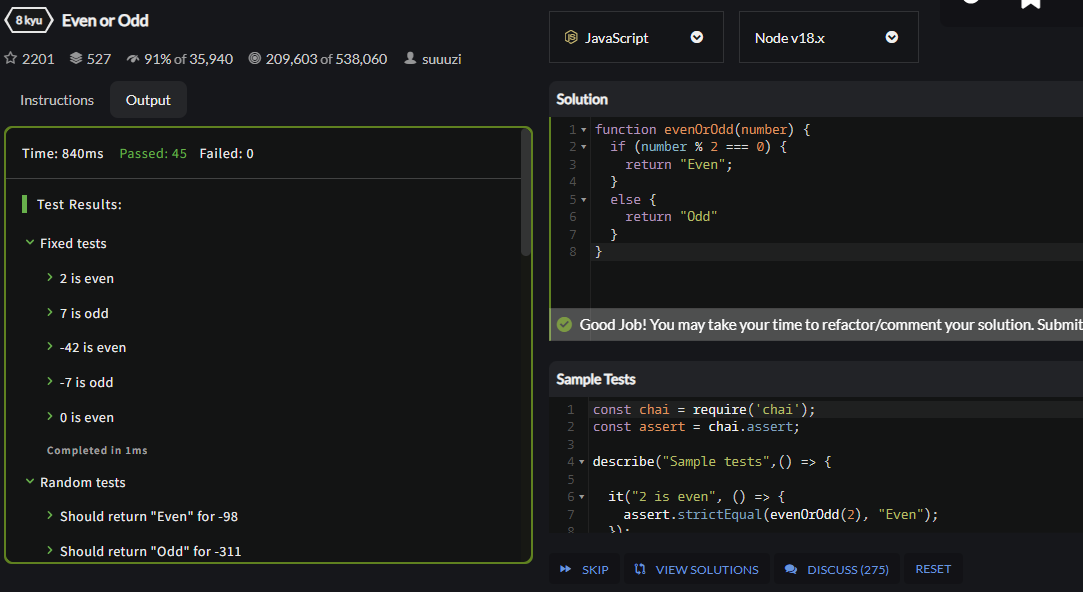 8 kyu Even or Odd
2201 527 91% of 35,940 209,603 of 538,060 suuuzi
Instructions Output
Time: 840ms Passed: 45 Failed: 0
Test Results:
Fixed tests
2 is even
7 is odd
-42 is even
-7 is odd
0 is even
Completed in 1ms
Random tests
Should return "Even" for -98
Should return "Odd" for -311
JavaScript Node v18.x
Solution
1 function evenOrOdd(number) {
2 if (number % 2 === 0) {
3 return "Even";
4 }
5 else {
6 return "Odd"
7 }
8 }
Good Job! You may take your time to refactor/comment your solution. Submit
Sample Tests
1 const chai = require('chai');
2 const assert = chai.assert;
3
4 describe("Sample tests",() => {
5
6 it("2 is even", () => {
7 assert.strictEqual(evenOrOdd(2), "Even");
8 });
SKIP VIEW SOLUTIONS DISCUSS (275) RESET